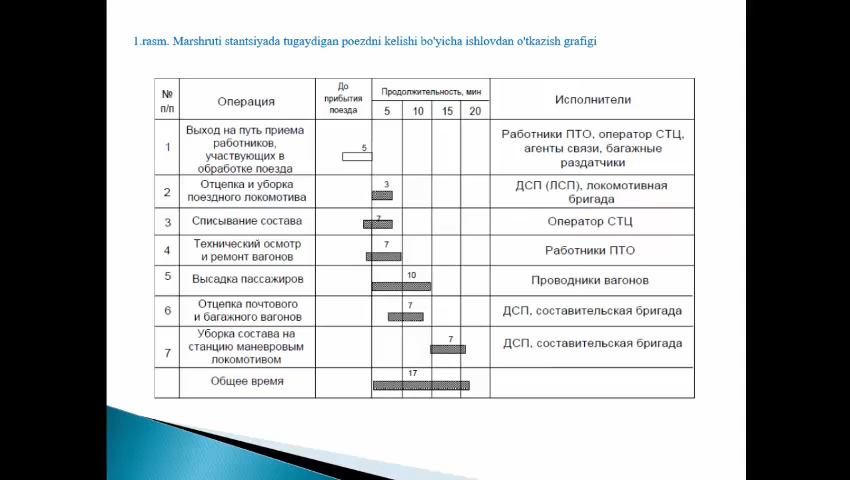 1.rasm. Marshruti stantsiyada tugaydigan poezdni kelishi bo'yicha ishlovdan o'tkazish grafigi
№
п/п
Операция
До
прибытия
поезда
Продолжительность, мин
5 10 15 20
Исполнители
1
Выход на путь приема
работников,
участвующих в
обработке поезда
5
Работники ПТО, оператор СТЦ,
агенты связи, багажные
раздатчики
2
Отцепка и уборка
поездного локомотива
3
ДСП (ЛСП), локомотивная
бригада
3
Списывание состава
7
Оператор СТЦ
4
Технический осмотр
и ремонт вагонов
7
Работники ПТО
5
Высадка пассажиров
10
Проводники вагонов
6
Отцепка почтового
и багажного вагонов
7
ДСП, составительская бригада
7
Уборка состава на
станцию маневровым
локомотивом
7
ДСП, составительская бригада
Общее время
17